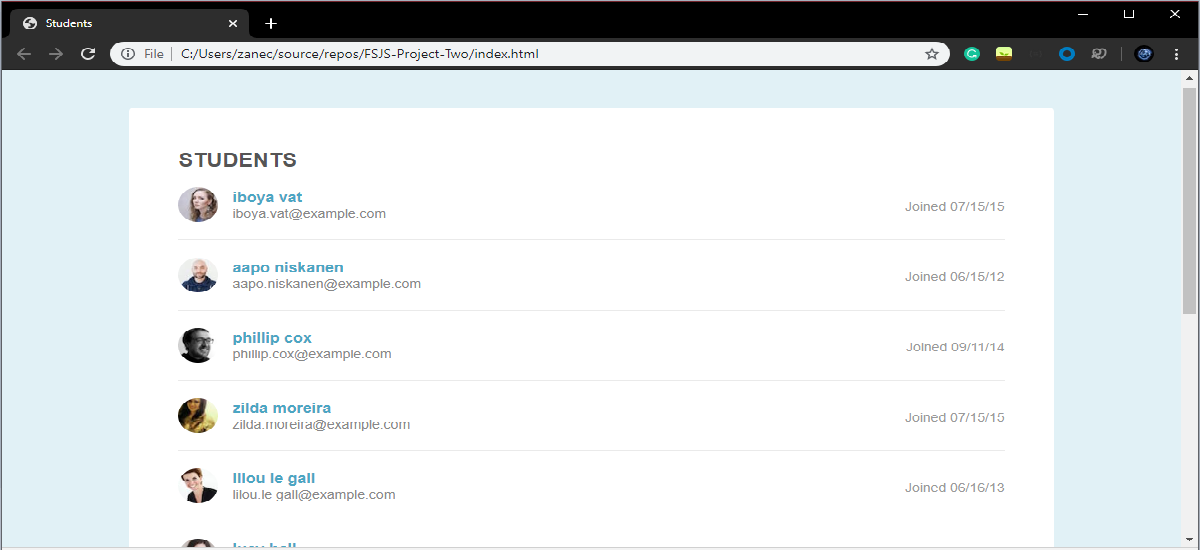 Students
File C:/Users/zanec/source/repos/FSJS-Project-Two/index.html
STUDENTS
iboya vat
iboya.vat@example.com
Joined 07/15/15
aapo niskanen
aapo.niskanen@example.com
Joined 06/15/12
phillip cox
phillip.cox@example.com
Joined 09/11/14
zilda moreira
zilda.moreira@example.com
Joined 07/15/15
lilou le gall
lilou.le gall@example.com
Joined 06/16/13